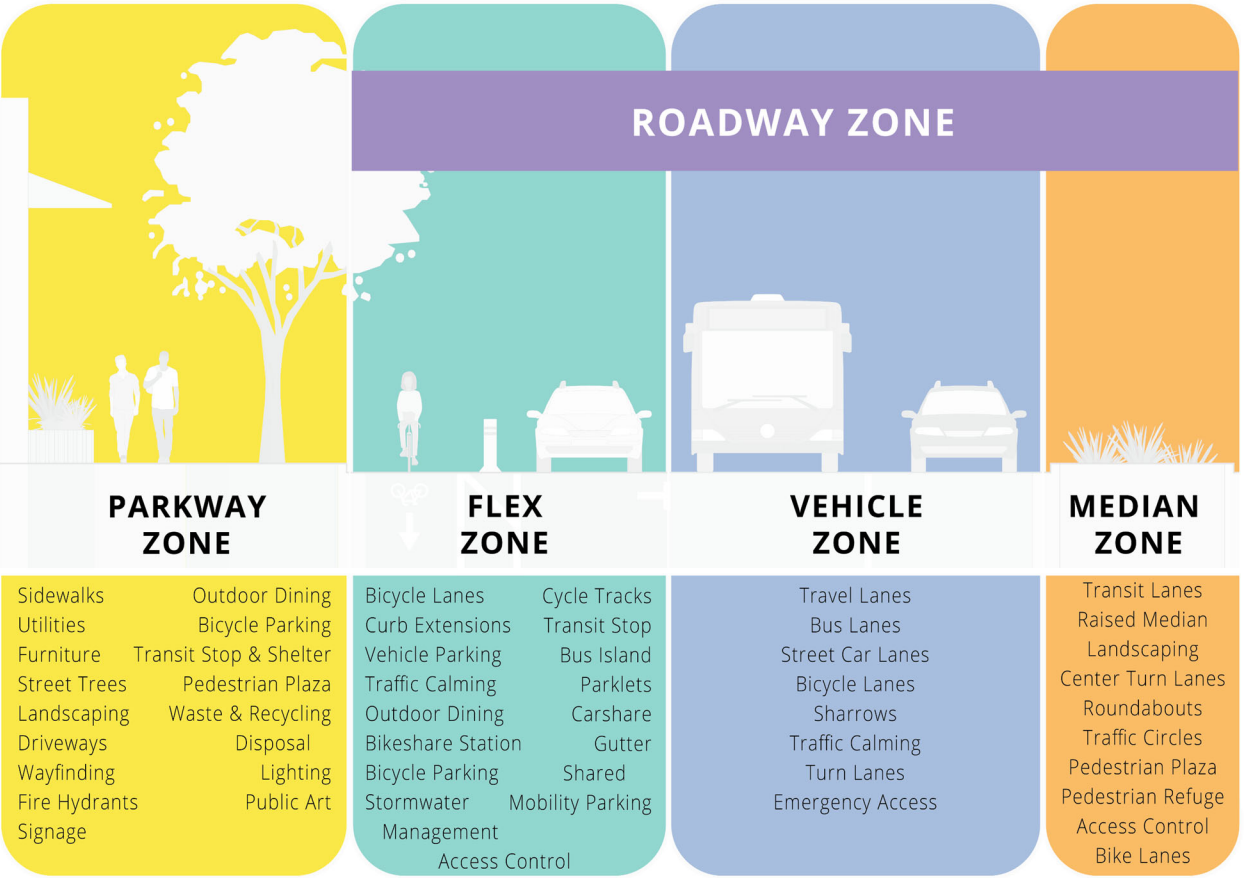 ROADWAY ZONE
PARKWAY
ZONE
FLEX
ZONE
VEHICLE
ZONE
MEDIAN
ZONE
Sidewalks
Utilities
Furniture
Street Trees
Landscaping
Driveways
Wayfinding
Fire Hydrants
Signage
Outdoor Dining
Bicycle Parking
Transit Stop & Shelter
Pedestrian Plaza
Waste & Recycling
Disposal
Lighting
Public Art
Bicycle Lanes
Curb Extensions
Vehicle Parking
Traffic Calming
Outdoor Dining
Bikeshare Station
Bicycle Parking
Stormwater
Management
Cycle Tracks
Transit Stop
Bus Island
Parklets
Carshare
Gutter
Shared
Mobility Parking
Access Control
Travel Lanes
Bus Lanes
Street Car Lanes
Bicycle Lanes
Sharrows
Traffic Calming
Turn Lanes
Emergency Access
Transit Lanes
Raised Median
Landscaping
Center Turn Lanes
Roundabouts
Traffic Circles
Pedestrian Plaza
Pedestrian Refuge
Access Control
Bike Lanes